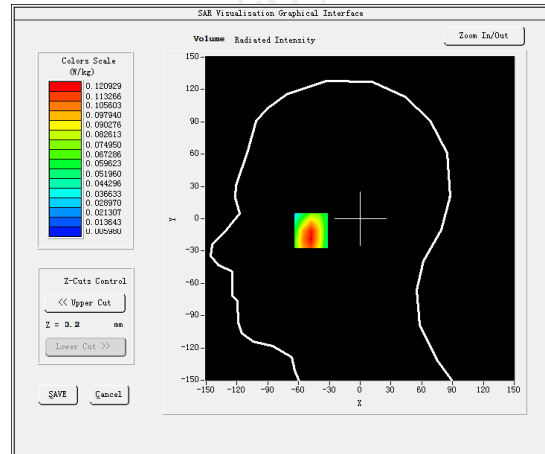 SAR Visualisation Graphical Interface
Volume Radiated Intensity
Zoom In/Out
Colors Scale
(W/kg)
0.120929
0.113266
0.105603
0.097940
0.090276
0.082613
0.074950
0.067286
0.059623
0.051960
0.044296
0.036633
0.028970
0.021307
0.013643
0.005980
Z-Cuts Control
<< Upper Cut
Z = 0.2 mm
Lower Cut >>
SAVE Cancel
150
120
90
60
30
0
-30
-60
-90
-120
-150
Y
-150 -120 -90 -60 -30 0 30 60 90 120 150
X